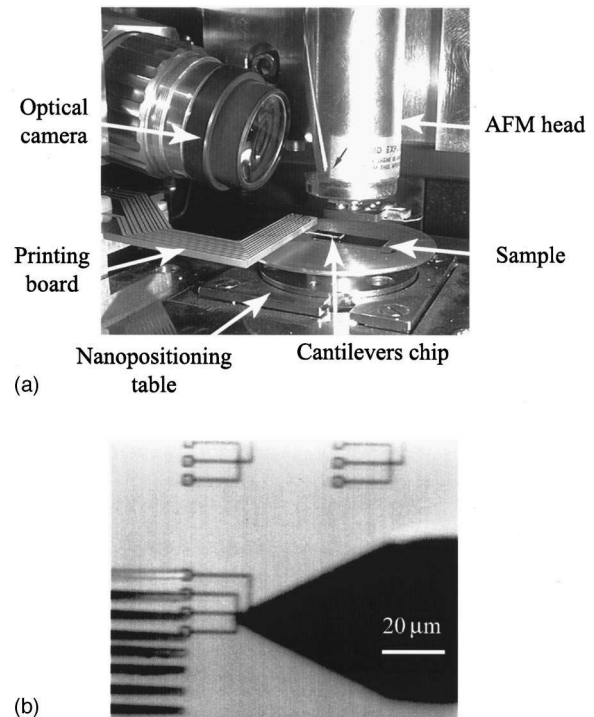 Optical
camera
AFM head
Printing
board
Sample
Nanopositioning
table
Cantilevers chip
(a)
20 µm
(b)